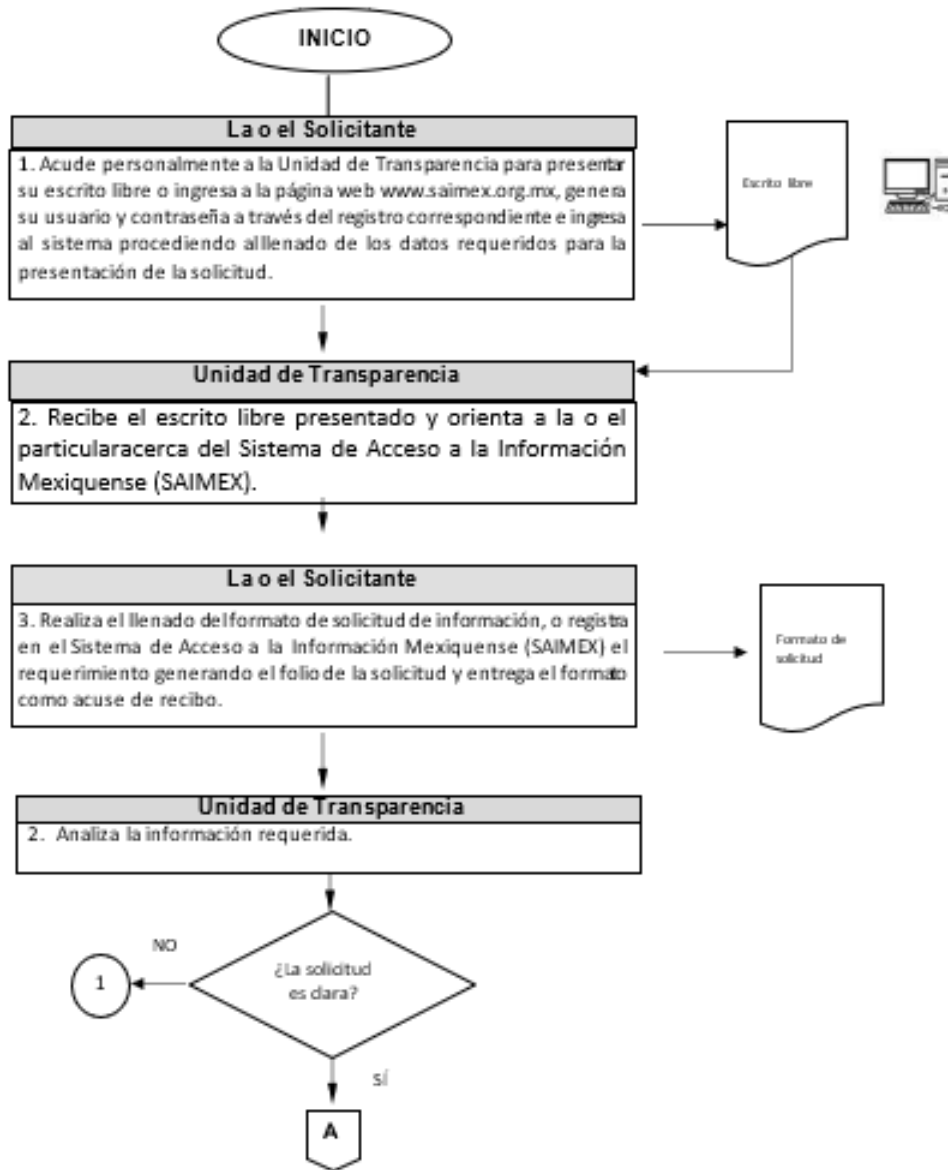 INICIO
La o el Solicitante
1. Acude personalmente a la Unidad de Transparencia para presentar
su escrito libre o ingresa a la página web www.saimex.org.mx, genera
su usuario y contraseña a través del registro correspondiente e ingresa
al sistema procediendo alllenado de los datos requeridos para la
presentación de la solicitud.
Escrito libre
Unidad de Transparencia
2. Recibe el escrito libre presentado y orienta a la o el
particularacerca del Sistema de Acceso a la Información
Mexiquense (SAIMEX).
La o el Solicitante
3. Realiza el llenado del formato de solicitud de información, o registra
en el Sistema de Acceso a la Información Mexiquense (SAIMEX) el
requerimiento generando el folio de la solicitud y entrega el formato
como acuse de recibo.
Formato de
solicitud
Unidad de Transparencia
2. Analiza la información requerida.
NO
¿La solicitud
es clara?
1
SÍ
A